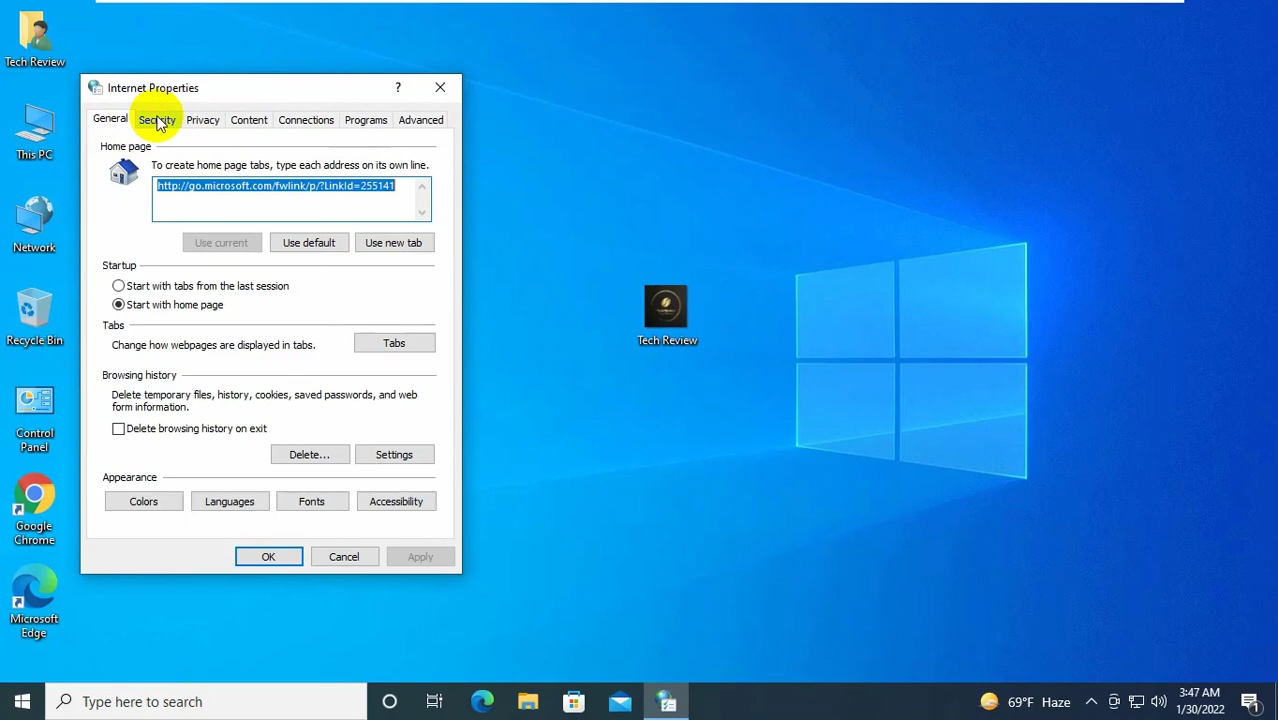 Tech Review
This PC
Network
Recycle Bin
Control
Panel
Google
Chrome
Microsoft
Edge
Internet Properties
?
General Security Privacy Content Connections Programs Advanced
Home page
To create home page tabs, type each address on its own line.
http://go.microsoft.com/fwlink/p/?LinkId=255141
Use current Use default Use new tab
Startup
Start with tabs from the last session
Start with home page
Tabs
Change how webpages are displayed in tabs. Tabs
Browsing history
Delete temporary files, history, cookies, saved passwords, and web
form information.
Delete browsing history on exit
Delete... Settings
Appearance
Colors Languages Fonts Accessibility
OK Cancel Apply
Tech Review
Type here to search
69°F Haze
3:47 AM
1/30/2022
1